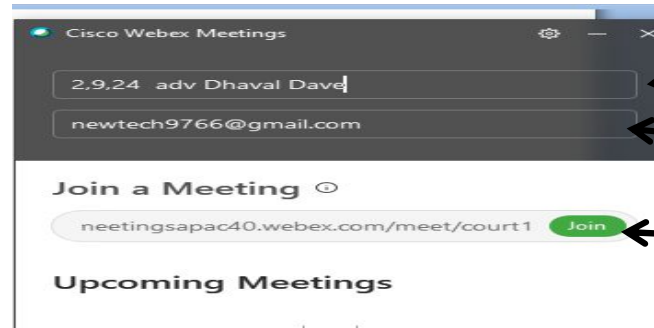 Cisco Webex Meetings
2,9,24 adv Dhaval Dave
newtech9766@gmail.com
Join a Meeting
neetingsapac40.webex.com/meet/court1 Join
Upcoming Meetings